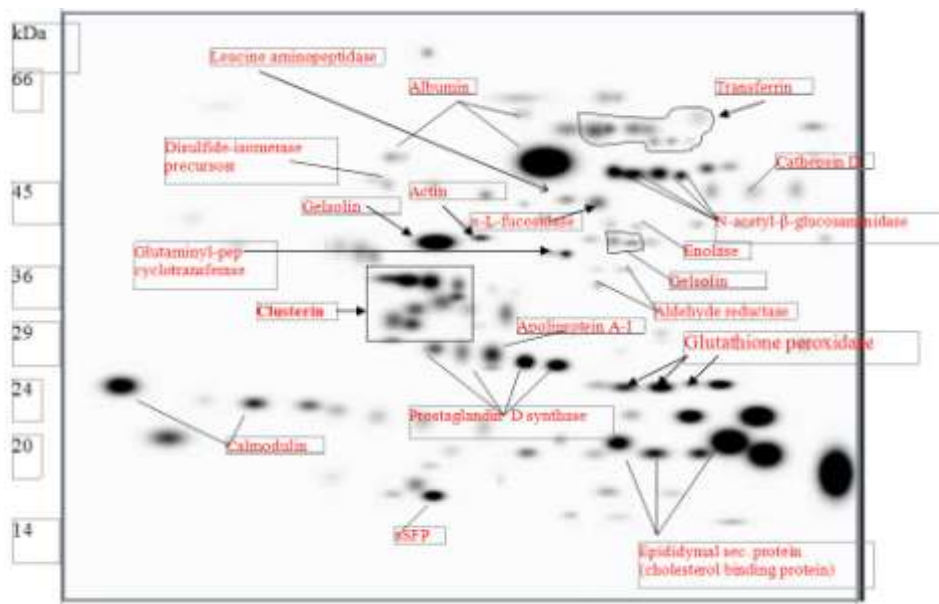 kDa
Leucine aminopeptidase
66
Albumin
Transferrin
Disulfide-isomerase
precursor
Cathepsin D
45
Actin
Gelsolin
α-L-fucosidase
N-acetyl-β-glucosaminidase
Glutaminyl-pep
cyclotransferase
Enolase
36
Gelsolin
Clusterin
Aldehyde reductase
29
Apoliprotein A-I
Glutathione peroxidase
24
Prostaglandin D synthase
20
Calmodulin
14
aSFP
Epididymal sec. protein
(cholesterol binding protein)